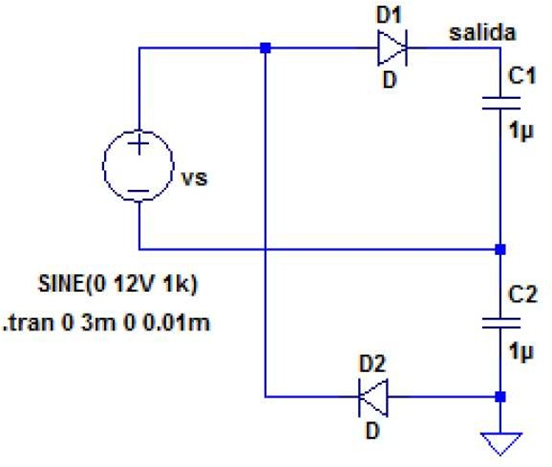 D1
salida
D
C1
1µ
vs
SINE(0 12V 1k)
.tran 0 3m 0 0.01m
C2
1µ
D2
D